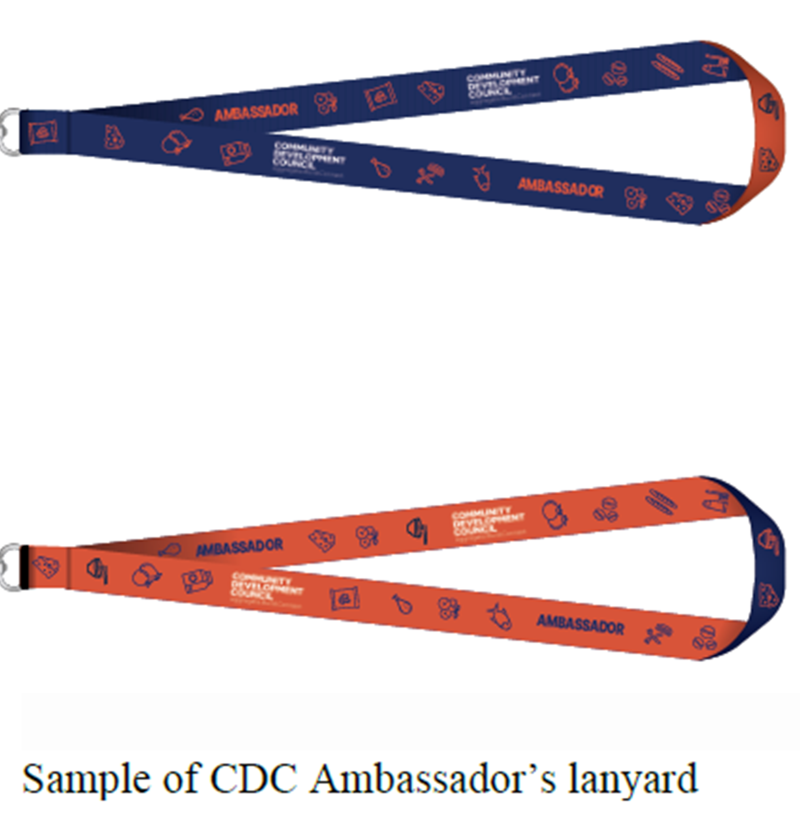 COMMUNITY
DEVELOPMENT
COUNCIL
AMBASSADOR
COMMUNITY
DEVELOPMENT
COUNCIL
AMBASSADOR
COMMUNITY
DEVELOPMENT
COUNCIL
AMBASSADOR
COMMUNITY
DEVELOPMENT
COUNCIL
AMBASSADOR
Sample of CDC Ambassador’s lanyard